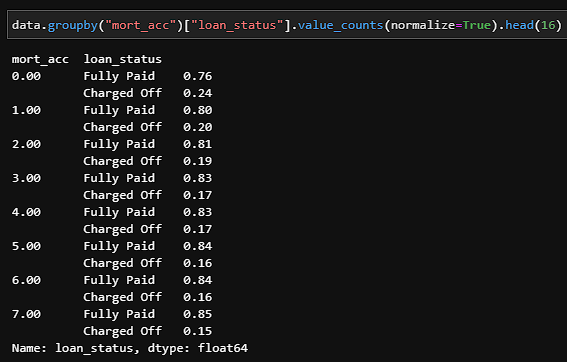 data.groupby("mort_acc")["loan_status"].value_counts(normalize=True).head(16)
mort_acc  loan_status
0.00      Fully Paid    0.76
          Charged Off   0.24
1.00      Fully Paid    0.80
          Charged Off   0.20
2.00      Fully Paid    0.81
          Charged Off   0.19
3.00      Fully Paid    0.83
          Charged Off   0.17
4.00      Fully Paid    0.83
          Charged Off   0.17
5.00      Fully Paid    0.84
          Charged Off   0.16
6.00      Fully Paid    0.84
          Charged Off   0.16
7.00      Fully Paid    0.85
          Charged Off   0.15
Name: loan_status, dtype: float64